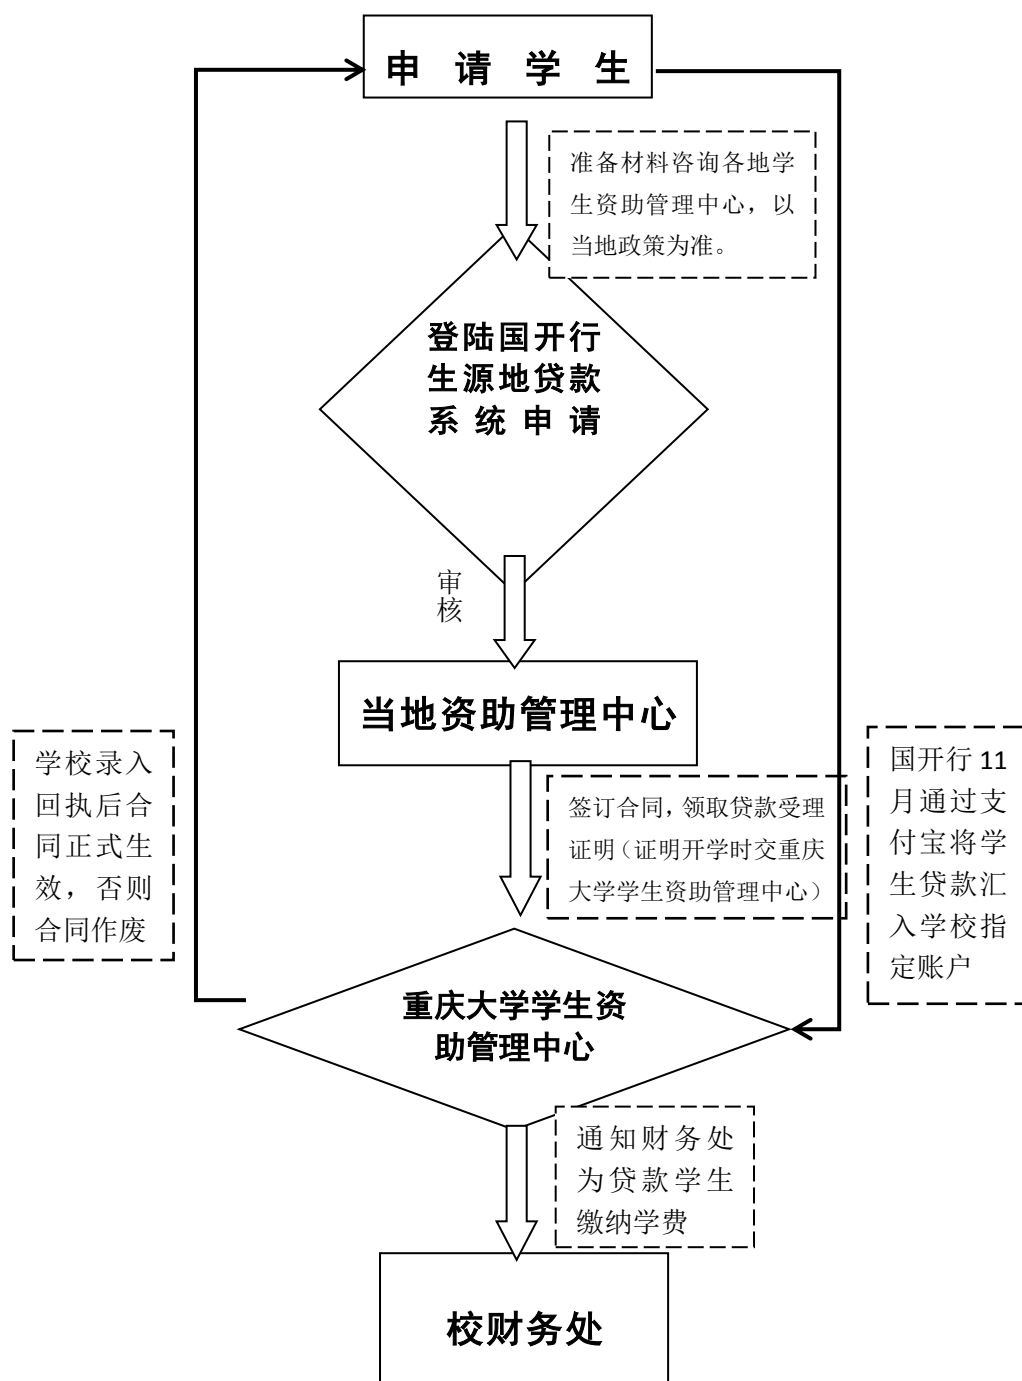 申请学生
准备材料咨询各地学
生资助管理中心，以
当地政策为准。
登陆国开行
生源地贷款
系统申请
审
核
当地资助管理中心
学校录入
回执后合
同正式生
效，否则
合同作废
签订合同，领取贷款受理
证明（证明开学时交重庆
大学学生资助管理中心）
国开行 11
月通过支
付宝将学
生贷款汇
入学校指
定账户
重庆大学学生资
助管理中心
通知财务处
为贷款学生
缴纳学费
校财务处